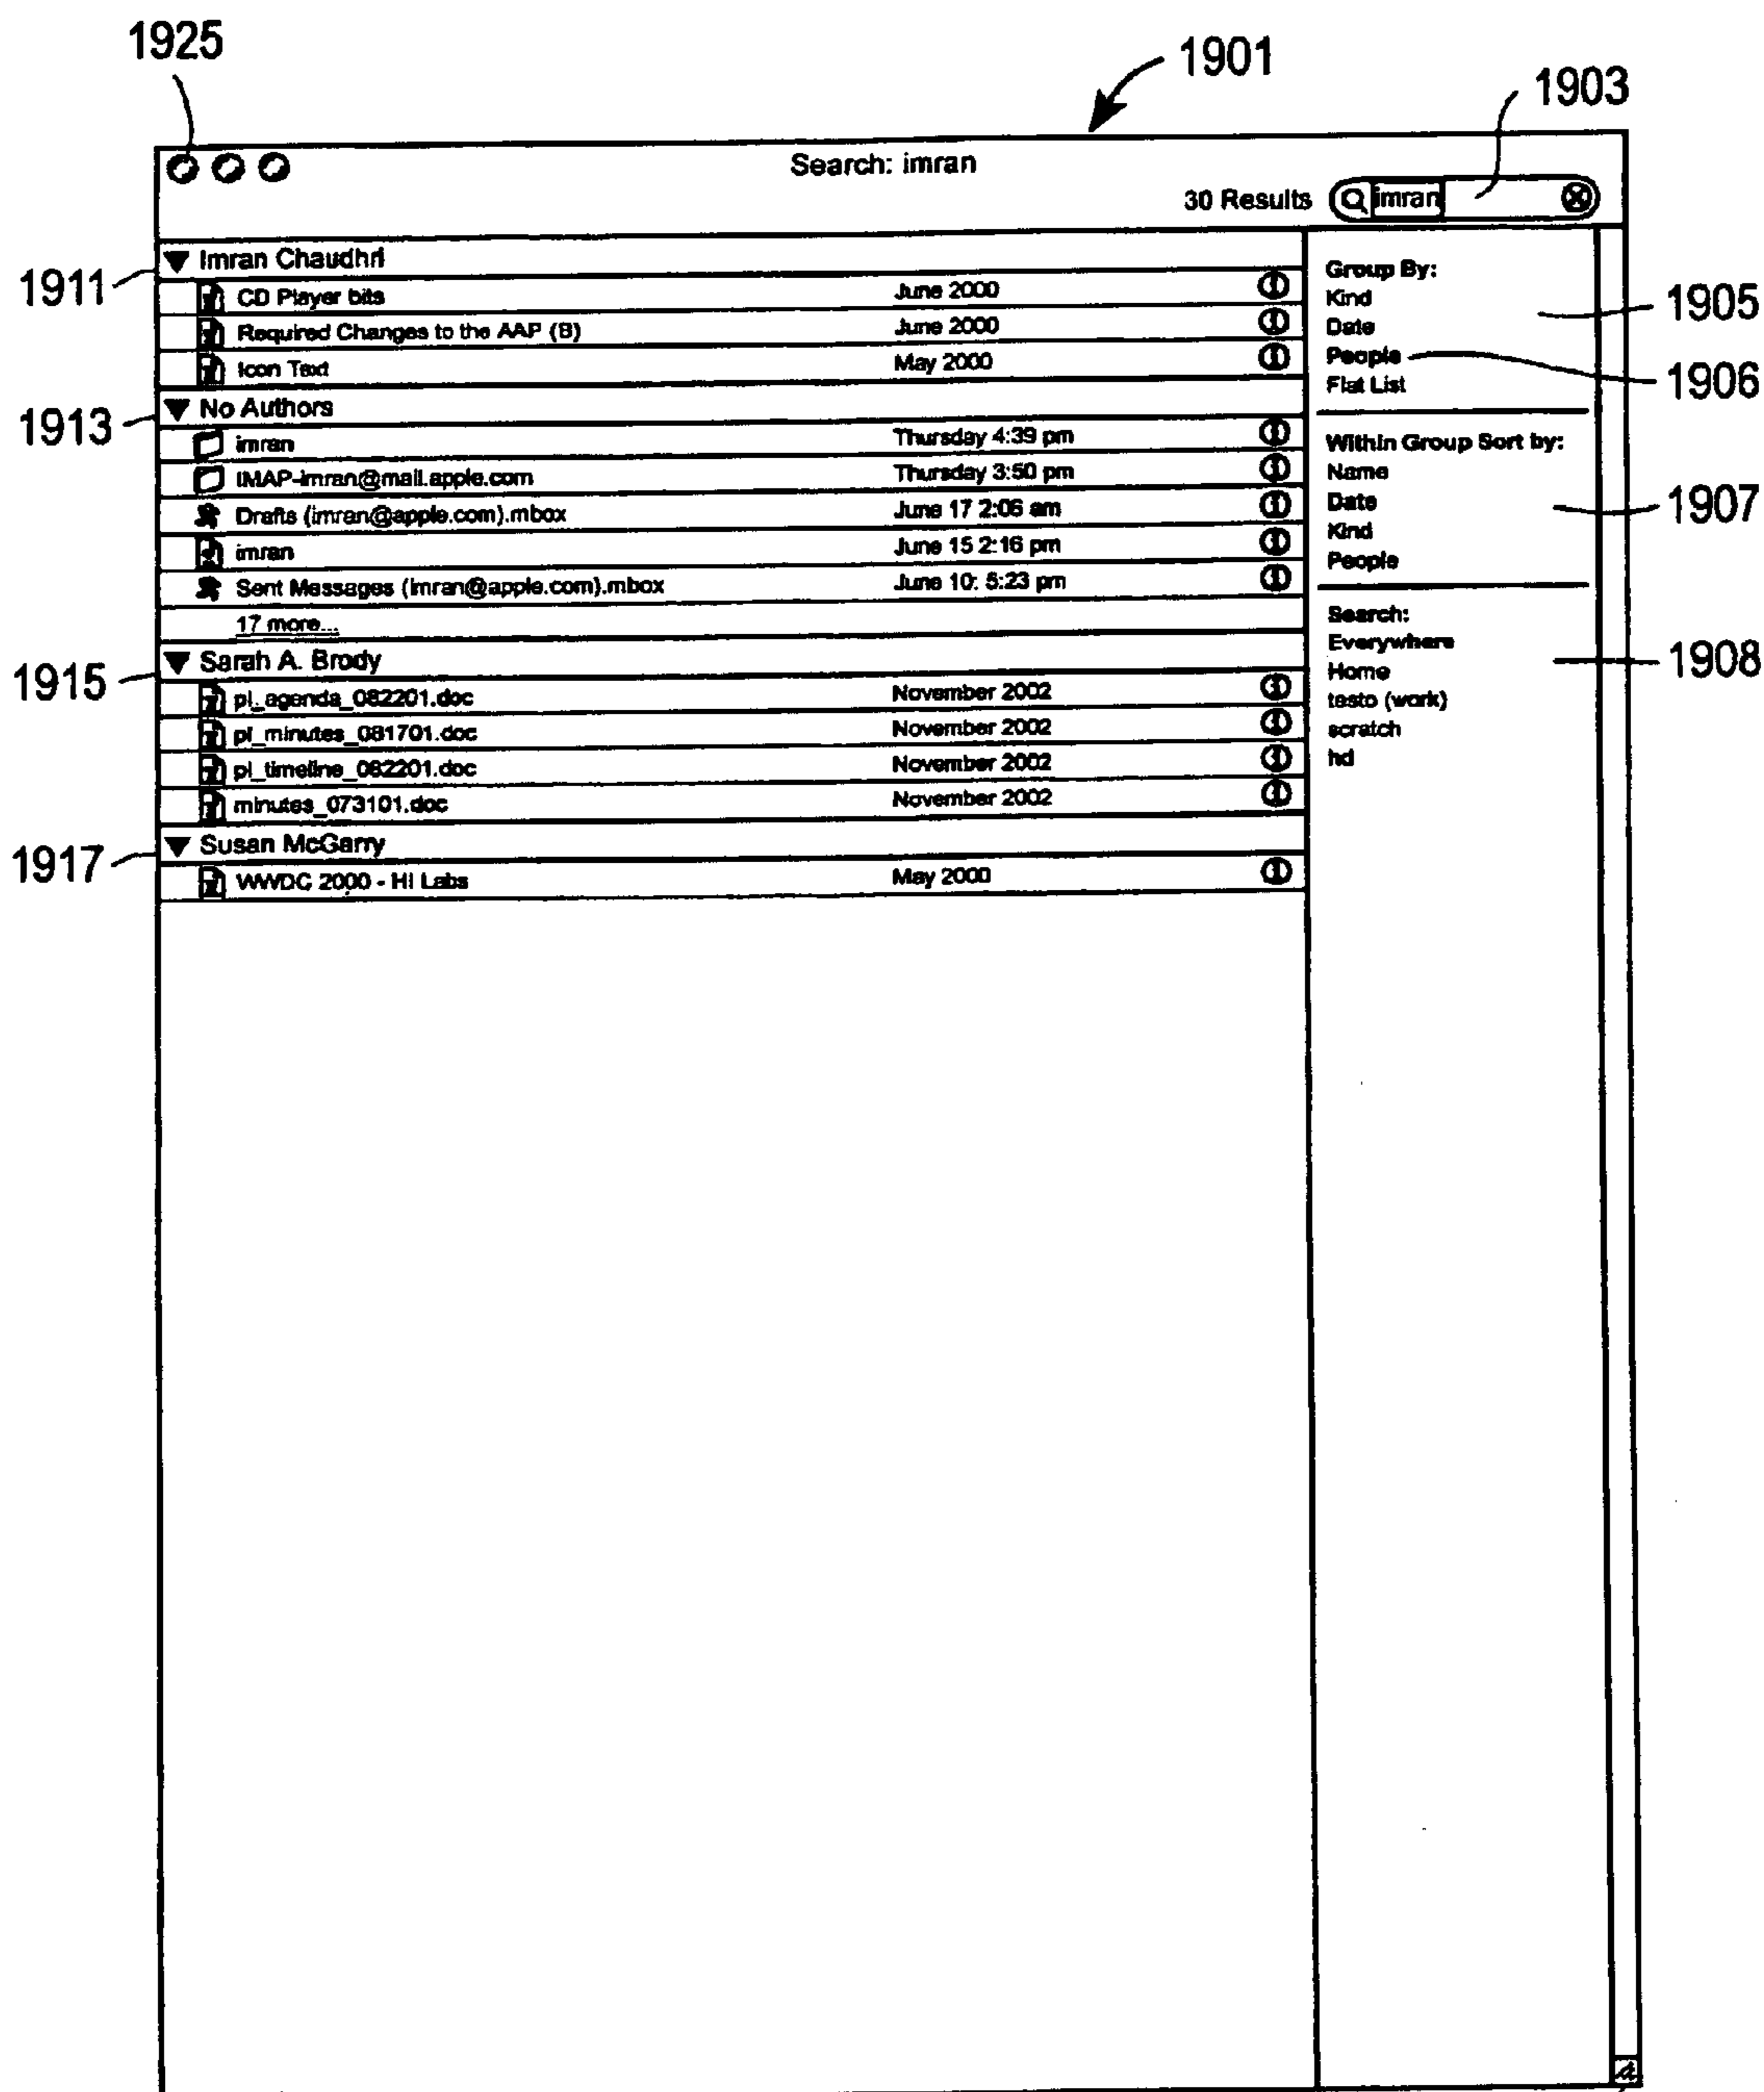 1925
1901
1903
Search: imran
30 Results
imran
1911
Imran Chaudhri
CD Player bits June 2000
Required Changes to the AAP (B) June 2000
Icon Text May 2000
1913
No Authors
imran Thursday 4:39 pm
IMAP-imran@mail.apple.com Thursday 3:50 pm
Drafts (imran@apple.com).mbox June 17 2:06 am
imran June 15 2:16 pm
Sent Messages (imran@apple.com).mbox June 10: 5:23 pm
17 more...
1915
Sarah A. Brody
pl_agenda_082201.doc November 2002
pl_minutes_081701.doc November 2002
pl_timeline_082201.doc November 2002
minutes_073101.doc November 2002
1917
Susan McGarry
WWDC 2000 - HI Labs May 2000
Group By:
Kind
Date
People
Flat List
1905
1906
Within Group Sort by:
Name
Date
Kind
People
1907
Search:
Everywhere
Home
testo (work)
scratch
hd
1908